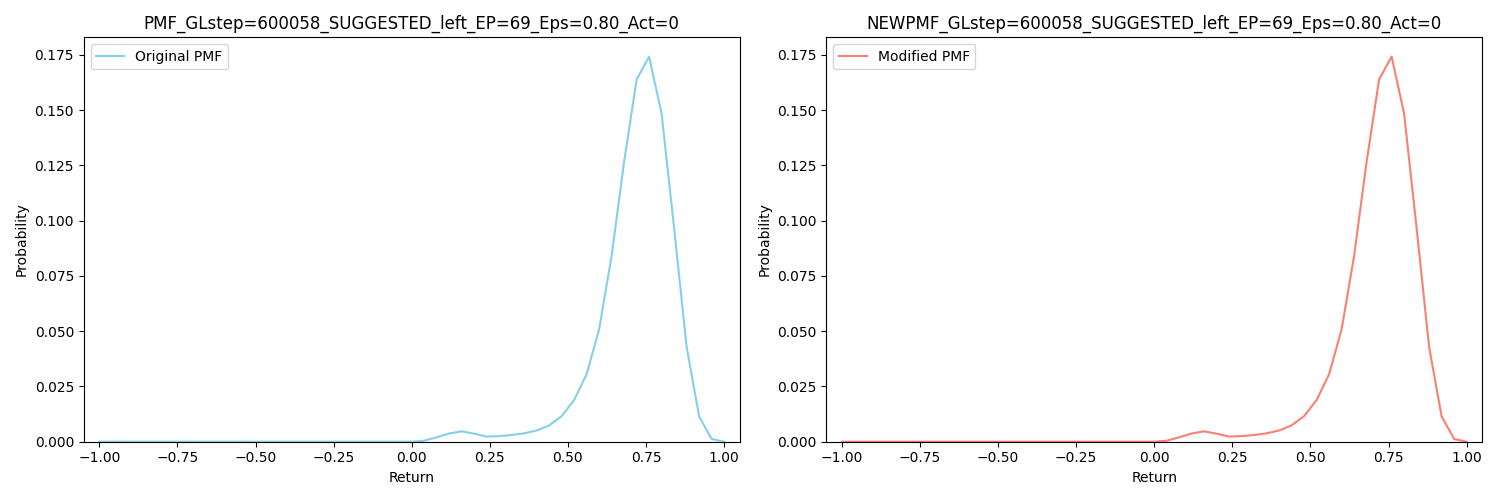 PMF_GLstep=600058_SUGGESTED_left_EP=69_Eps=0.80_Act=0
Original PMF
0.175
0.150
0.125
0.100
0.075
0.050
0.025
0.000
Probability
−1.00 −0.75 −0.50 −0.25 0.00 0.25 0.50 0.75 1.00
Return
NEWPMF_GLstep=600058_SUGGESTED_left_EP=69_Eps=0.80_Act=0
Modified PMF
0.175
0.150
0.125
0.100
0.075
0.050
0.025
0.000
Probability
−1.00 −0.75 −0.50 −0.25 0.00 0.25 0.50 0.75 1.00
Return